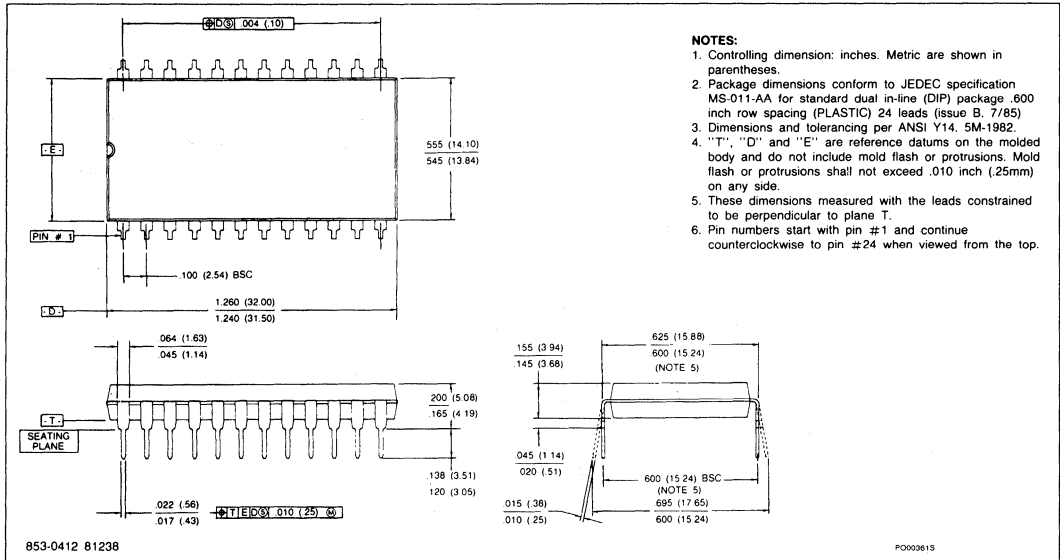 ⌖ D Ⓢ .004 (.10)
- E -
555 (14.10)
545 (13.84)
PIN # 1
.100 (2.54) BSC
- D -
1.260 (32.00)
1.240 (31.50)
.064 (1.63)
.045 (1.14)
200 (5.08)
.165 (4.19)
- T -
SEATING
PLANE
.138 (3.51)
120 (3.05)
.022 (.56)
.017 (.43)
⌖ T E D Ⓢ .010 (.25) Ⓜ
NOTES:
1. Controlling dimension: inches. Metric are shown in
parentheses.
2. Package dimensions conform to JEDEC specification
MS-011-AA for standard dual in-line (DIP) package .600
inch row spacing (PLASTIC) 24 leads (issue B. 7/85)
3. Dimensions and tolerancing per ANSI Y14. 5M-1982.
4. "T", "D" and "E" are reference datums on the molded
body and do not include mold flash or protrusions. Mold
flash or protrusions shall not exceed .010 inch (.25mm)
on any side.
5. These dimensions measured with the leads constrained
to be perpendicular to plane T.
6. Pin numbers start with pin #1 and continue
counterclockwise to pin #24 when viewed from the top.
.625 (15 88)
.600 (15 24)
(NOTE 5)
.155 (3 94)
.145 (3.68)
.045 (1 14)
020 (.51)
600 (15 24) BSC
(NOTE 5)
.015 (.38)
.010 (.25)
695 (17.65)
600 (15 24)
853-0412 81238
PO00361S